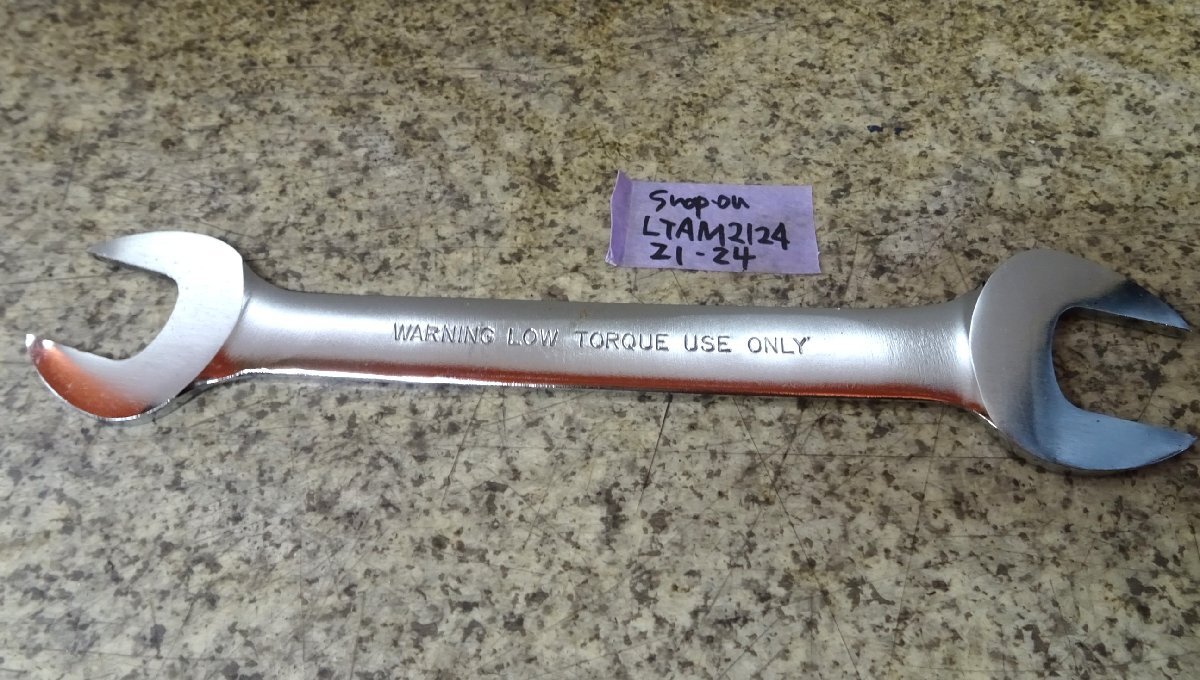 Snap-on
LTAM2124
21-24
WARNING LOW TORQUE USE ONLY